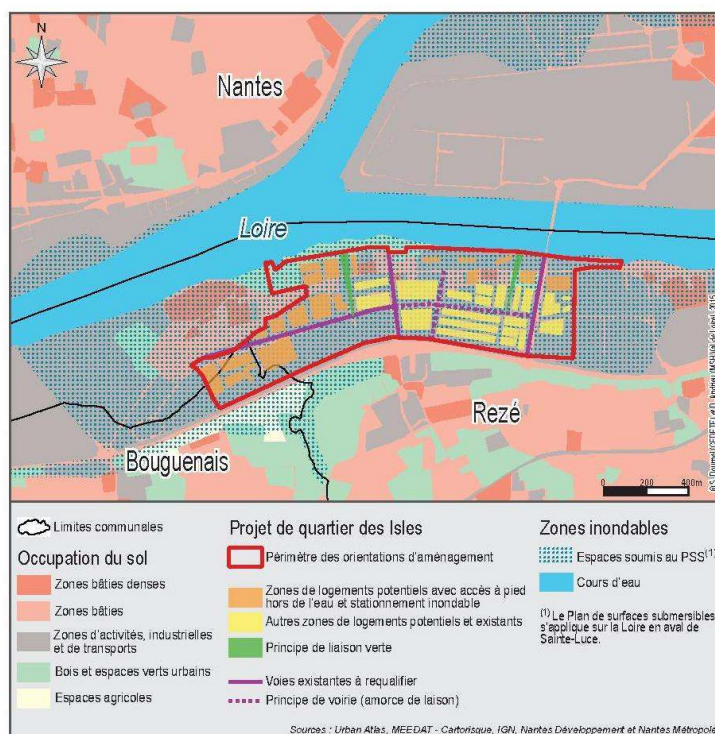 N
Nantes
Loire
Rezé
Bouguenais
0 200 400m
Limites communales
Occupation du sol
Zones bâties denses
Zones bâties
Zones d'activités, industrielles
et de transports
Bois et espaces verts urbains
Espaces agricoles
Projet de quartier des Isles
Périmètre des orientations d'aménagement
Zones de logements potentiels avec accès à pied
hors de l'eau et stationnement inondable
Autres zones de logements potentiels et existants
Principe de liaison verte
Voies existantes à requalifier
Principe de voirie (amorce de liaison)
Zones inondables
Espaces soumis au PSS(1)
Cours d'eau
(1) Le Plan de surfaces submersibles
s'applique sur la Loire en aval de
Sainte-Luce.
Sources : Urban Atlas, MEEDAT - Cartorisque, IGN, Nantes Développement et Nantes Métropole